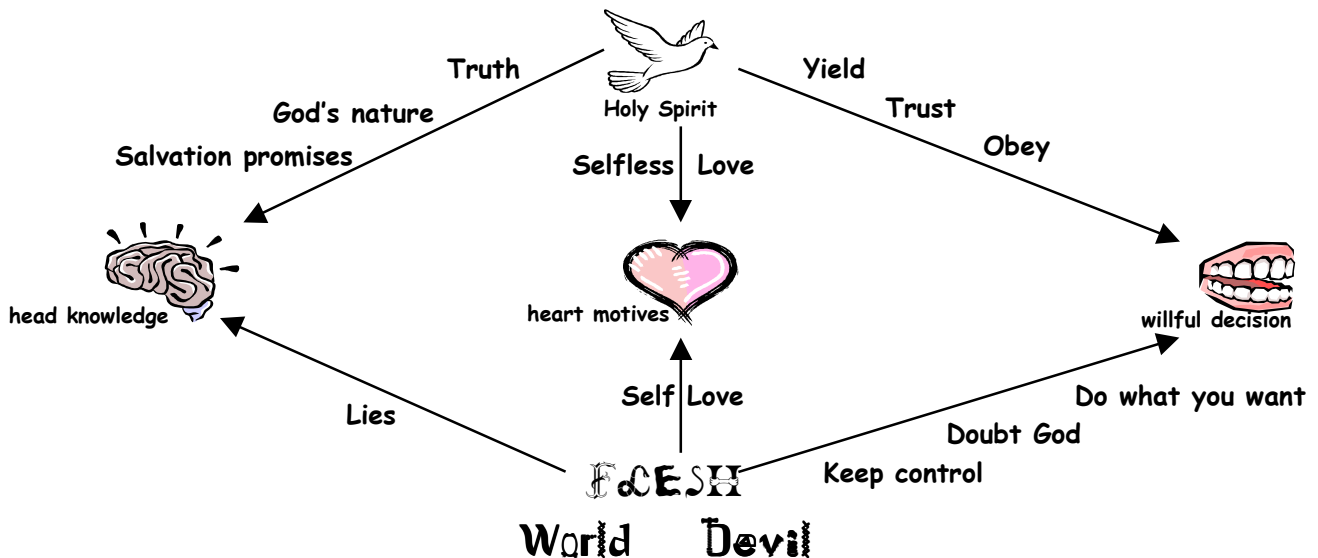 Truth
Yield
God's nature
Holy Spirit
Trust
Salvation promises
Selfless Love
Obey
head knowledge
heart motives
willful decision
Lies
Self Love
Do what you want
Doubt God
Keep control
FLESH
World Devil